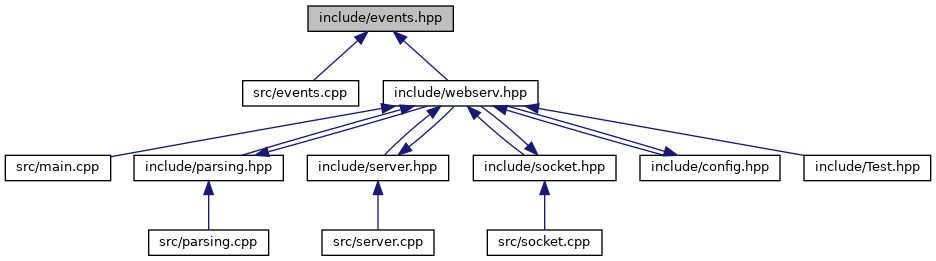 include/events.hpp
src/events.cpp
include/webserv.hpp
src/main.cpp
include/parsing.hpp
include/server.hpp
include/socket.hpp
include/config.hpp
include/Test.hpp
src/parsing.cpp
src/server.cpp
src/socket.cpp